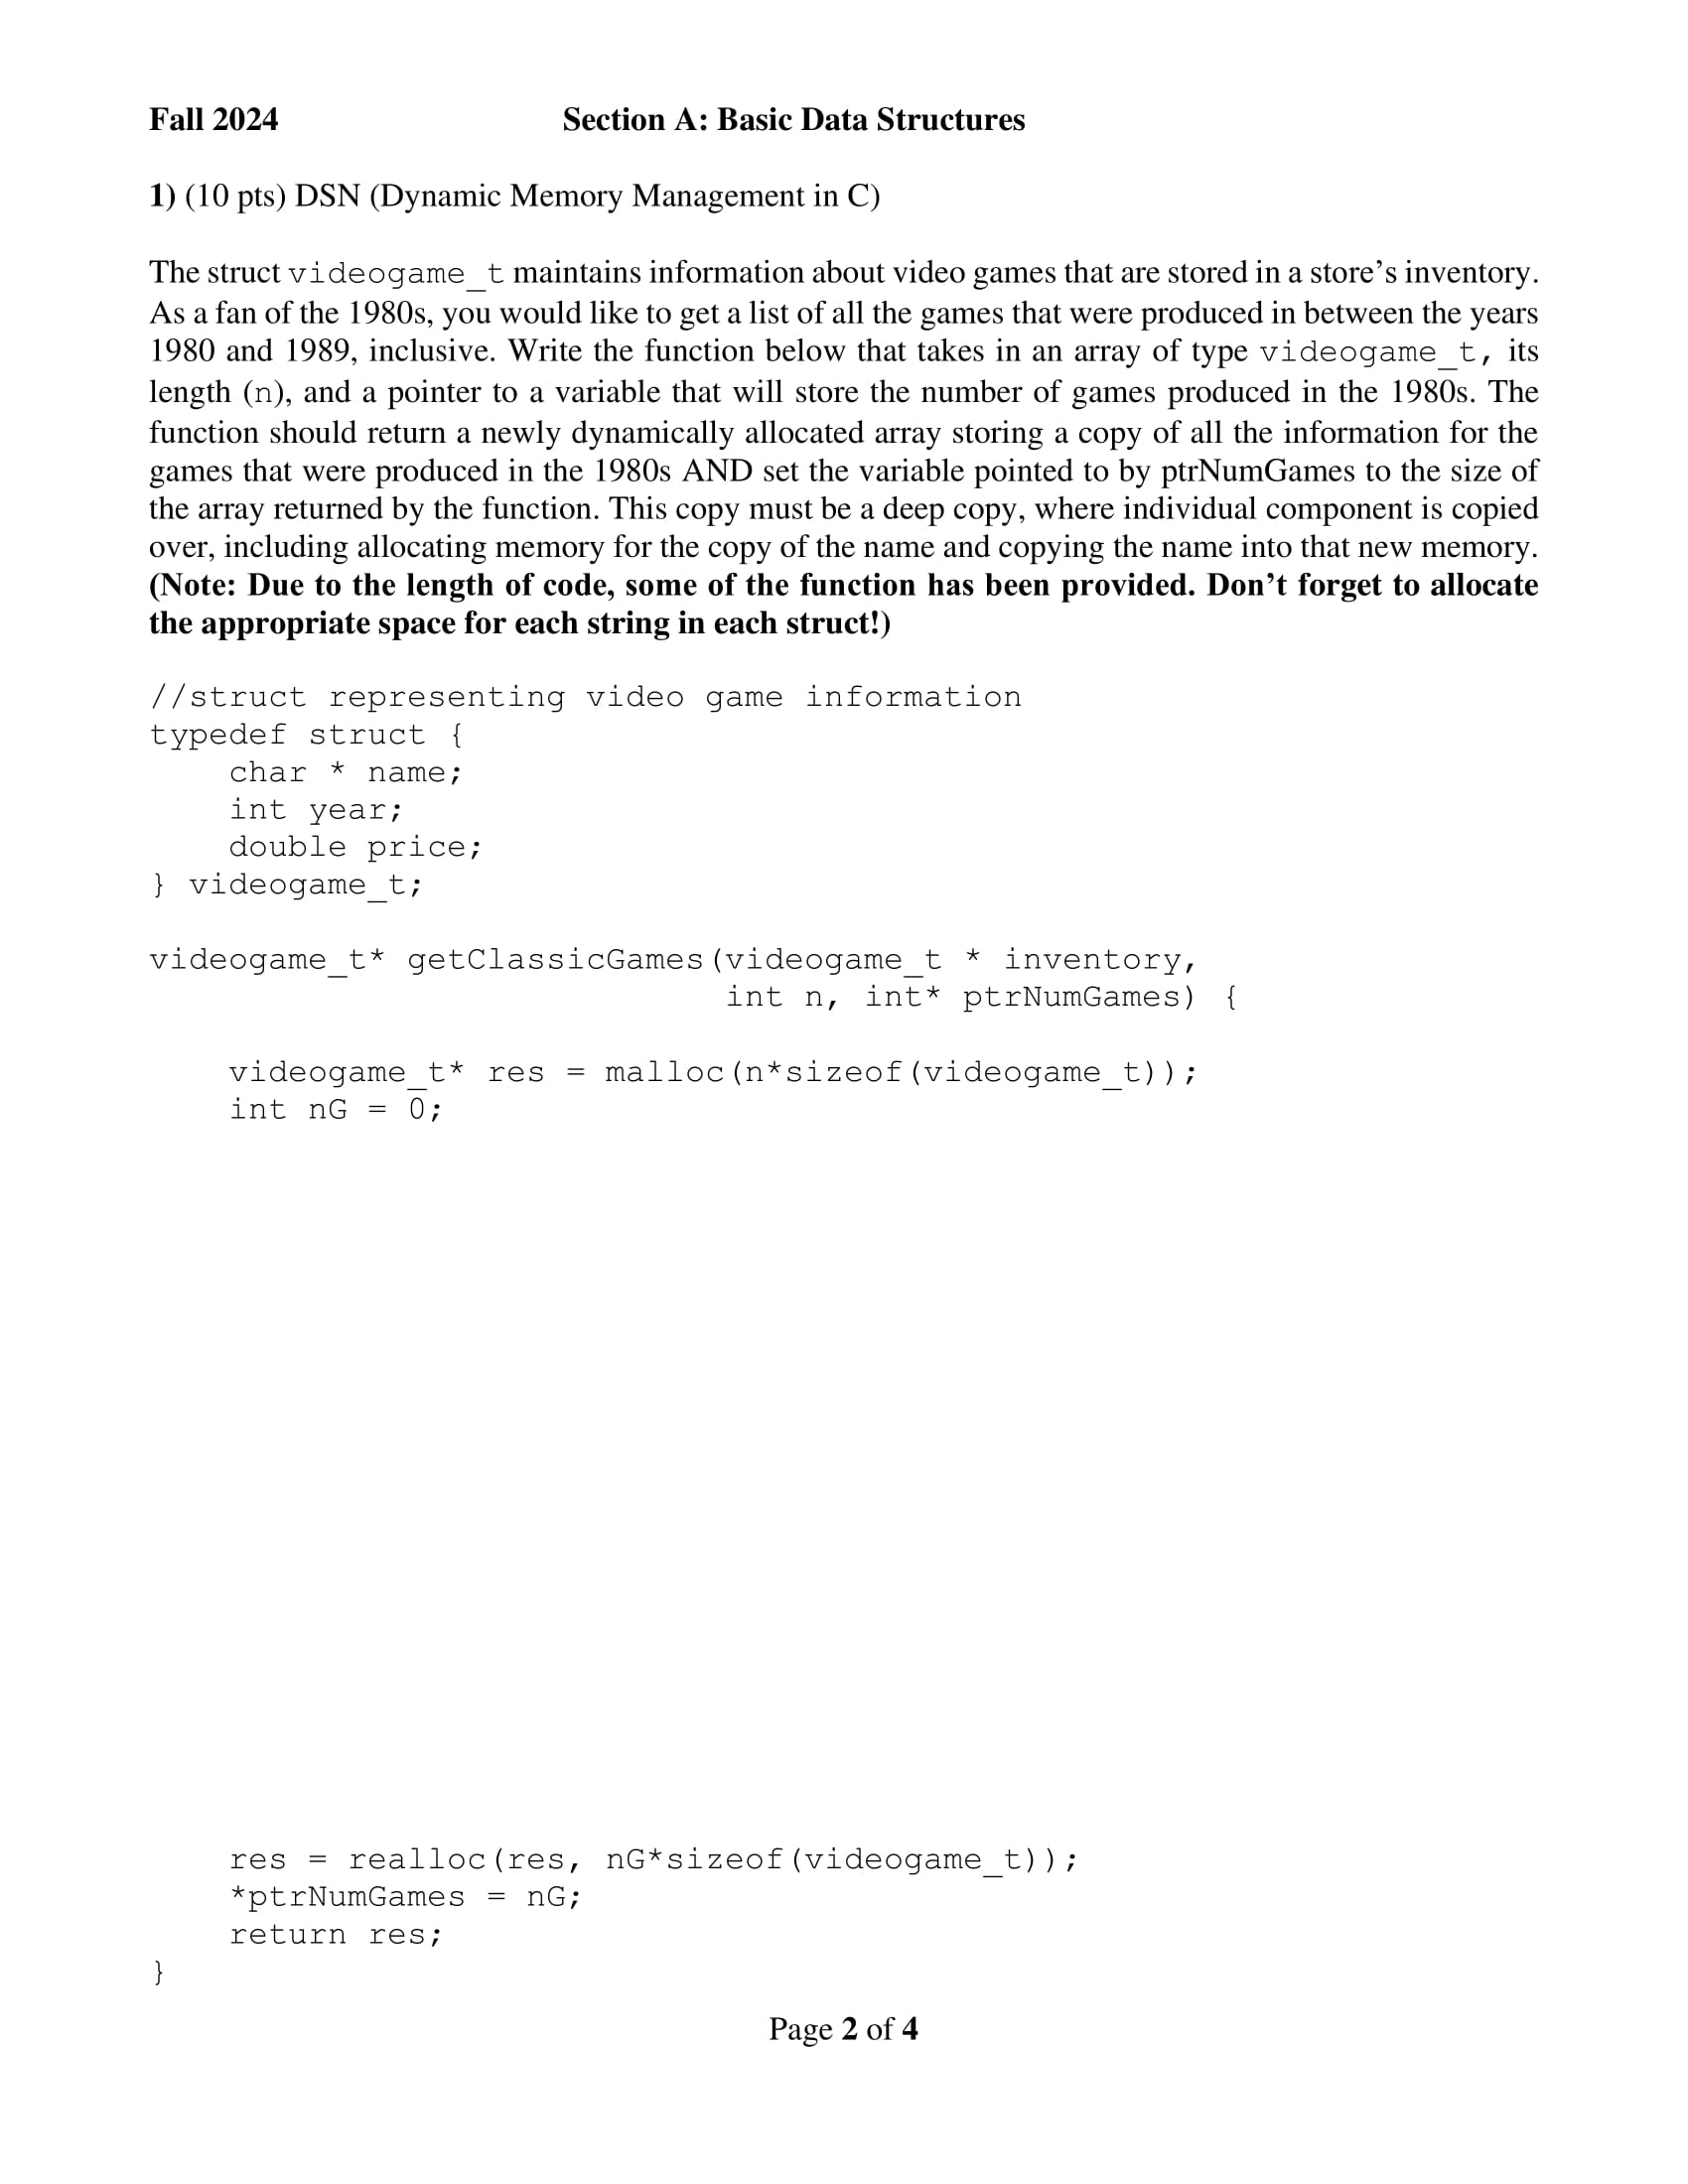 Fall 2024 Section A: Basic Data Structures
1) (10 pts) DSN (Dynamic Memory Management in C)
The struct videogame_t maintains information about video games that are stored in a store’s inventory.
As a fan of the 1980s, you would like to get a list of all the games that were produced in between the years
1980 and 1989, inclusive. Write the function below that takes in an array of type videogame_t, its
length (n), and a pointer to a variable that will store the number of games produced in the 1980s. The
function should return a newly dynamically allocated array storing a copy of all the information for the
games that were produced in the 1980s AND set the variable pointed to by ptrNumGames to the size of
the array returned by the function. This copy must be a deep copy, where individual component is copied
over, including allocating memory for the copy of the name and copying the name into that new memory.
(Note: Due to the length of code, some of the function has been provided. Don’t forget to allocate
the appropriate space for each string in each struct!)
//struct representing video game information
typedef struct {
    char * name;
    int year;
    double price;
} videogame_t;
videogame_t* getClassicGames(videogame_t * inventory,
                             int n, int* ptrNumGames) {
    videogame_t* res = malloc(n*sizeof(videogame_t));
    int nG = 0;
    res = realloc(res, nG*sizeof(videogame_t));
    *ptrNumGames = nG;
    return res;
}
Page 2 of 4